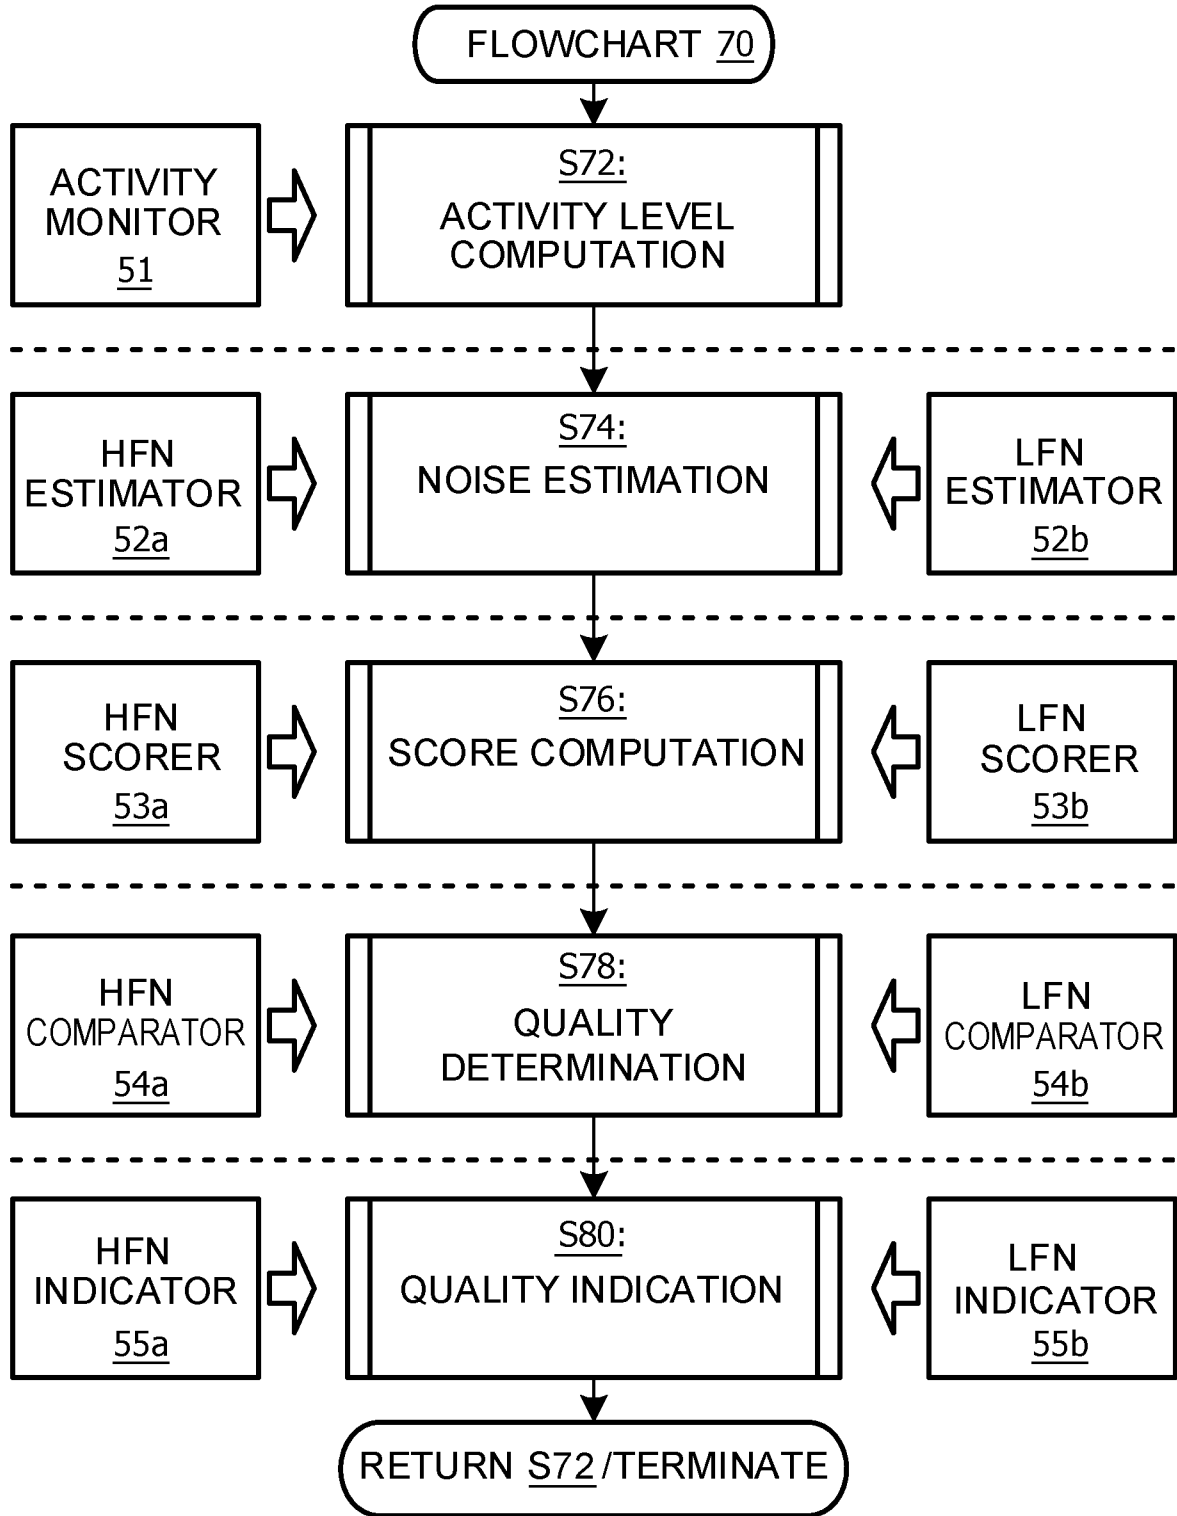 FLOWCHART 70
ACTIVITY
MONITOR
51
S72:
ACTIVITY LEVEL
COMPUTATION
HFN
ESTIMATOR
52a
S74:
NOISE ESTIMATION
LFN
ESTIMATOR
52b
HFN
SCORER
53a
S76:
SCORE COMPUTATION
LFN
SCORER
53b
HFN
COMPARATOR
54a
S78:
QUALITY
DETERMINATION
LFN
COMPARATOR
54b
HFN
INDICATOR
55a
S80:
QUALITY INDICATION
LFN
INDICATOR
55b
RETURN S72 /TERMINATE